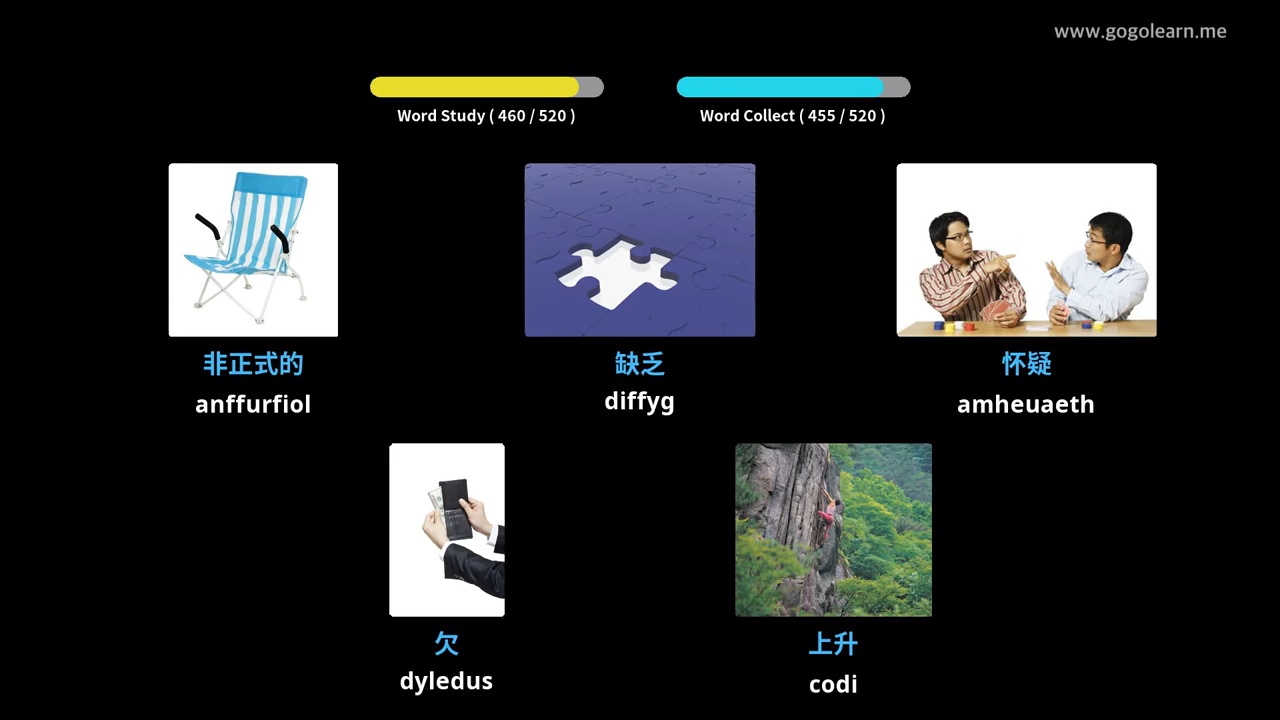 www.gogolearn.me
Word Study ( 460 / 520 )
Word Collect ( 455 / 520 )
非正式的
anffurfiol
缺乏
diffyg
怀疑
amheuaeth
欠
dyledus
上升
codi